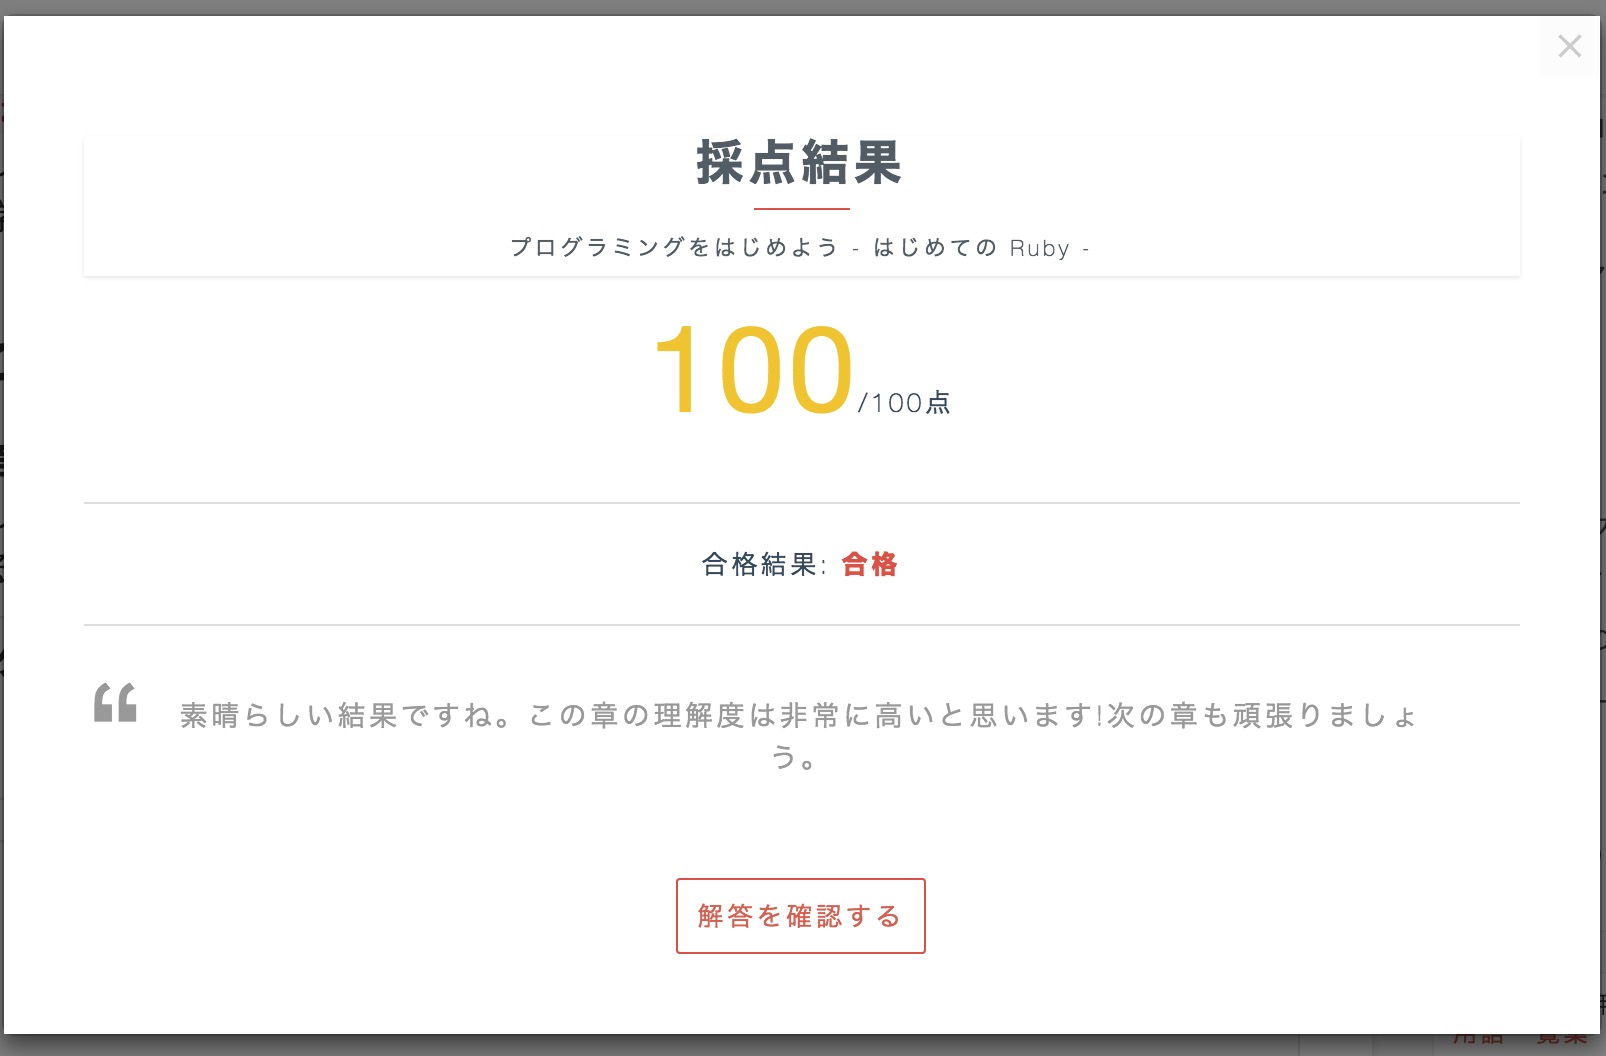 採点結果
プログラミングをはじめよう - はじめての Ruby -
100/100点
合格結果: 合格
素晴らしい結果ですね。この章の理解度は非常に高いと思います!次の章も頑張りましょ
う。
解答を確認する